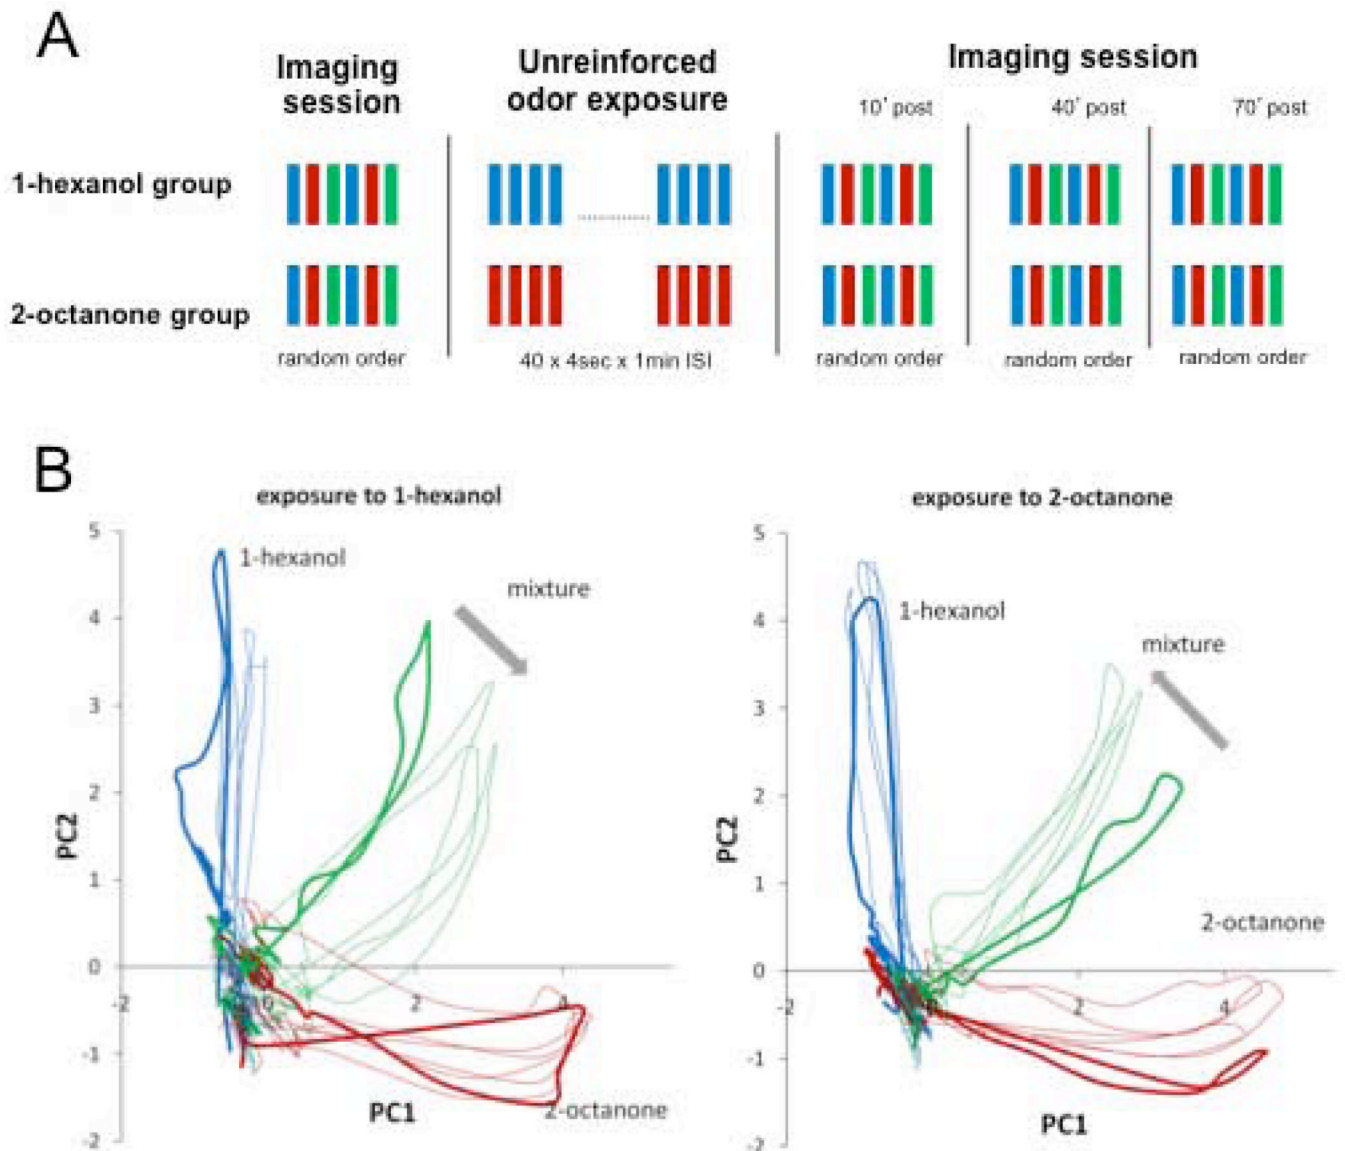 A
Imaging
session
Unreinforced
odor exposure
Imaging session
10' post
40' post
70' post
1-hexanol group
2-octanone group
random order
40 x 4sec x 1min ISI
random order
random order
random order
B
exposure to 1-hexanol
5
4
3
2
1
0
-1
-2
-2
0
2
4
PC2
PC1
1-hexanol
mixture
2-octanone
exposure to 2-octanone
5
4
3
2
1
0
-1
-2
-2
0
2
4
PC2
PC1
1-hexanol
mixture
2-octanone